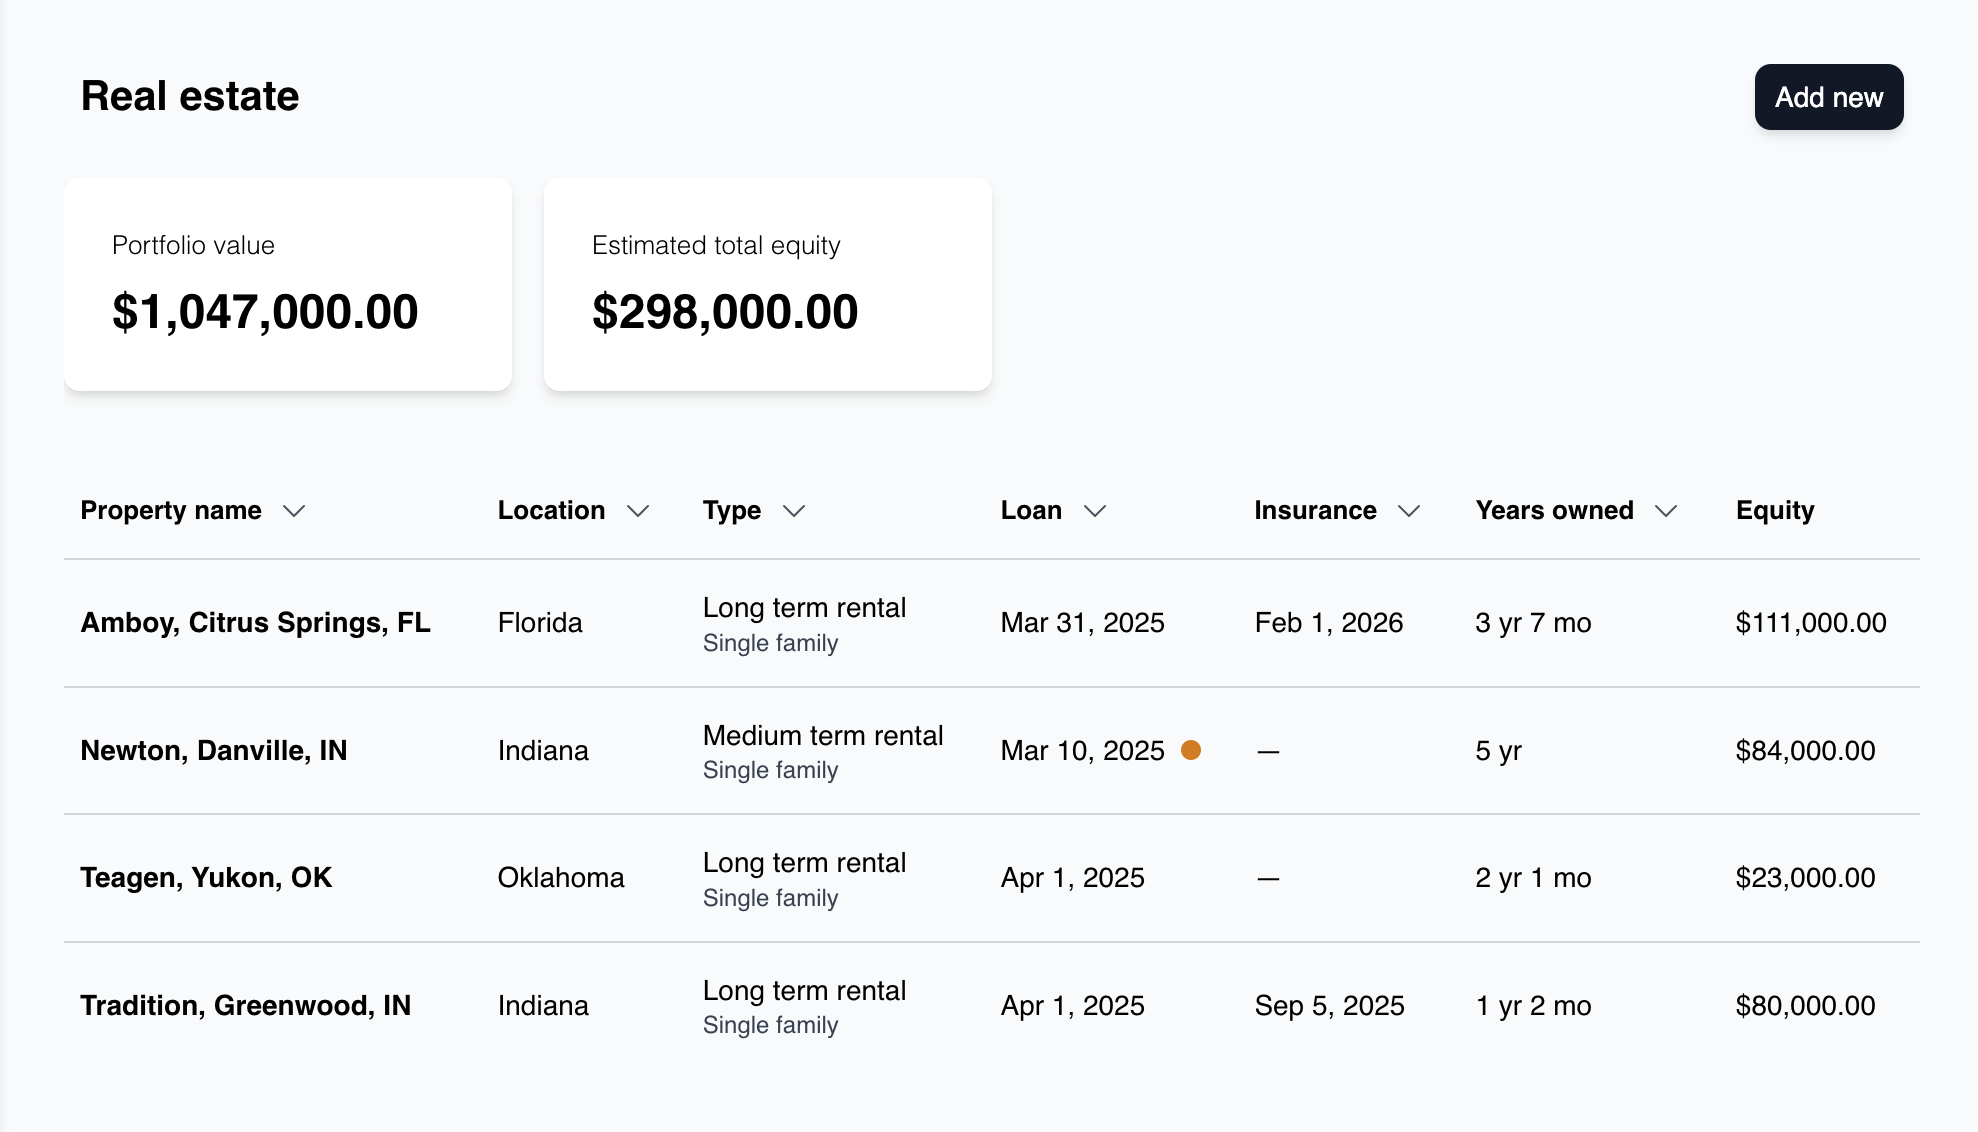 Real estate
Add new
Portfolio value
$1,047,000.00
Estimated total equity
$298,000.00
Property name Location Type Loan Insurance Years owned Equity
Amboy, Citrus Springs, FL Florida Long term rental Mar 31, 2025 Feb 1, 2026 3 yr 7 mo $111,000.00
Single family
Newton, Danville, IN Indiana Medium term rental Mar 10, 2025 — 5 yr $84,000.00
Single family
Teagen, Yukon, OK Oklahoma Long term rental Apr 1, 2025 — 2 yr 1 mo $23,000.00
Single family
Tradition, Greenwood, IN Indiana Long term rental Apr 1, 2025 Sep 5, 2025 1 yr 2 mo $80,000.00
Single family